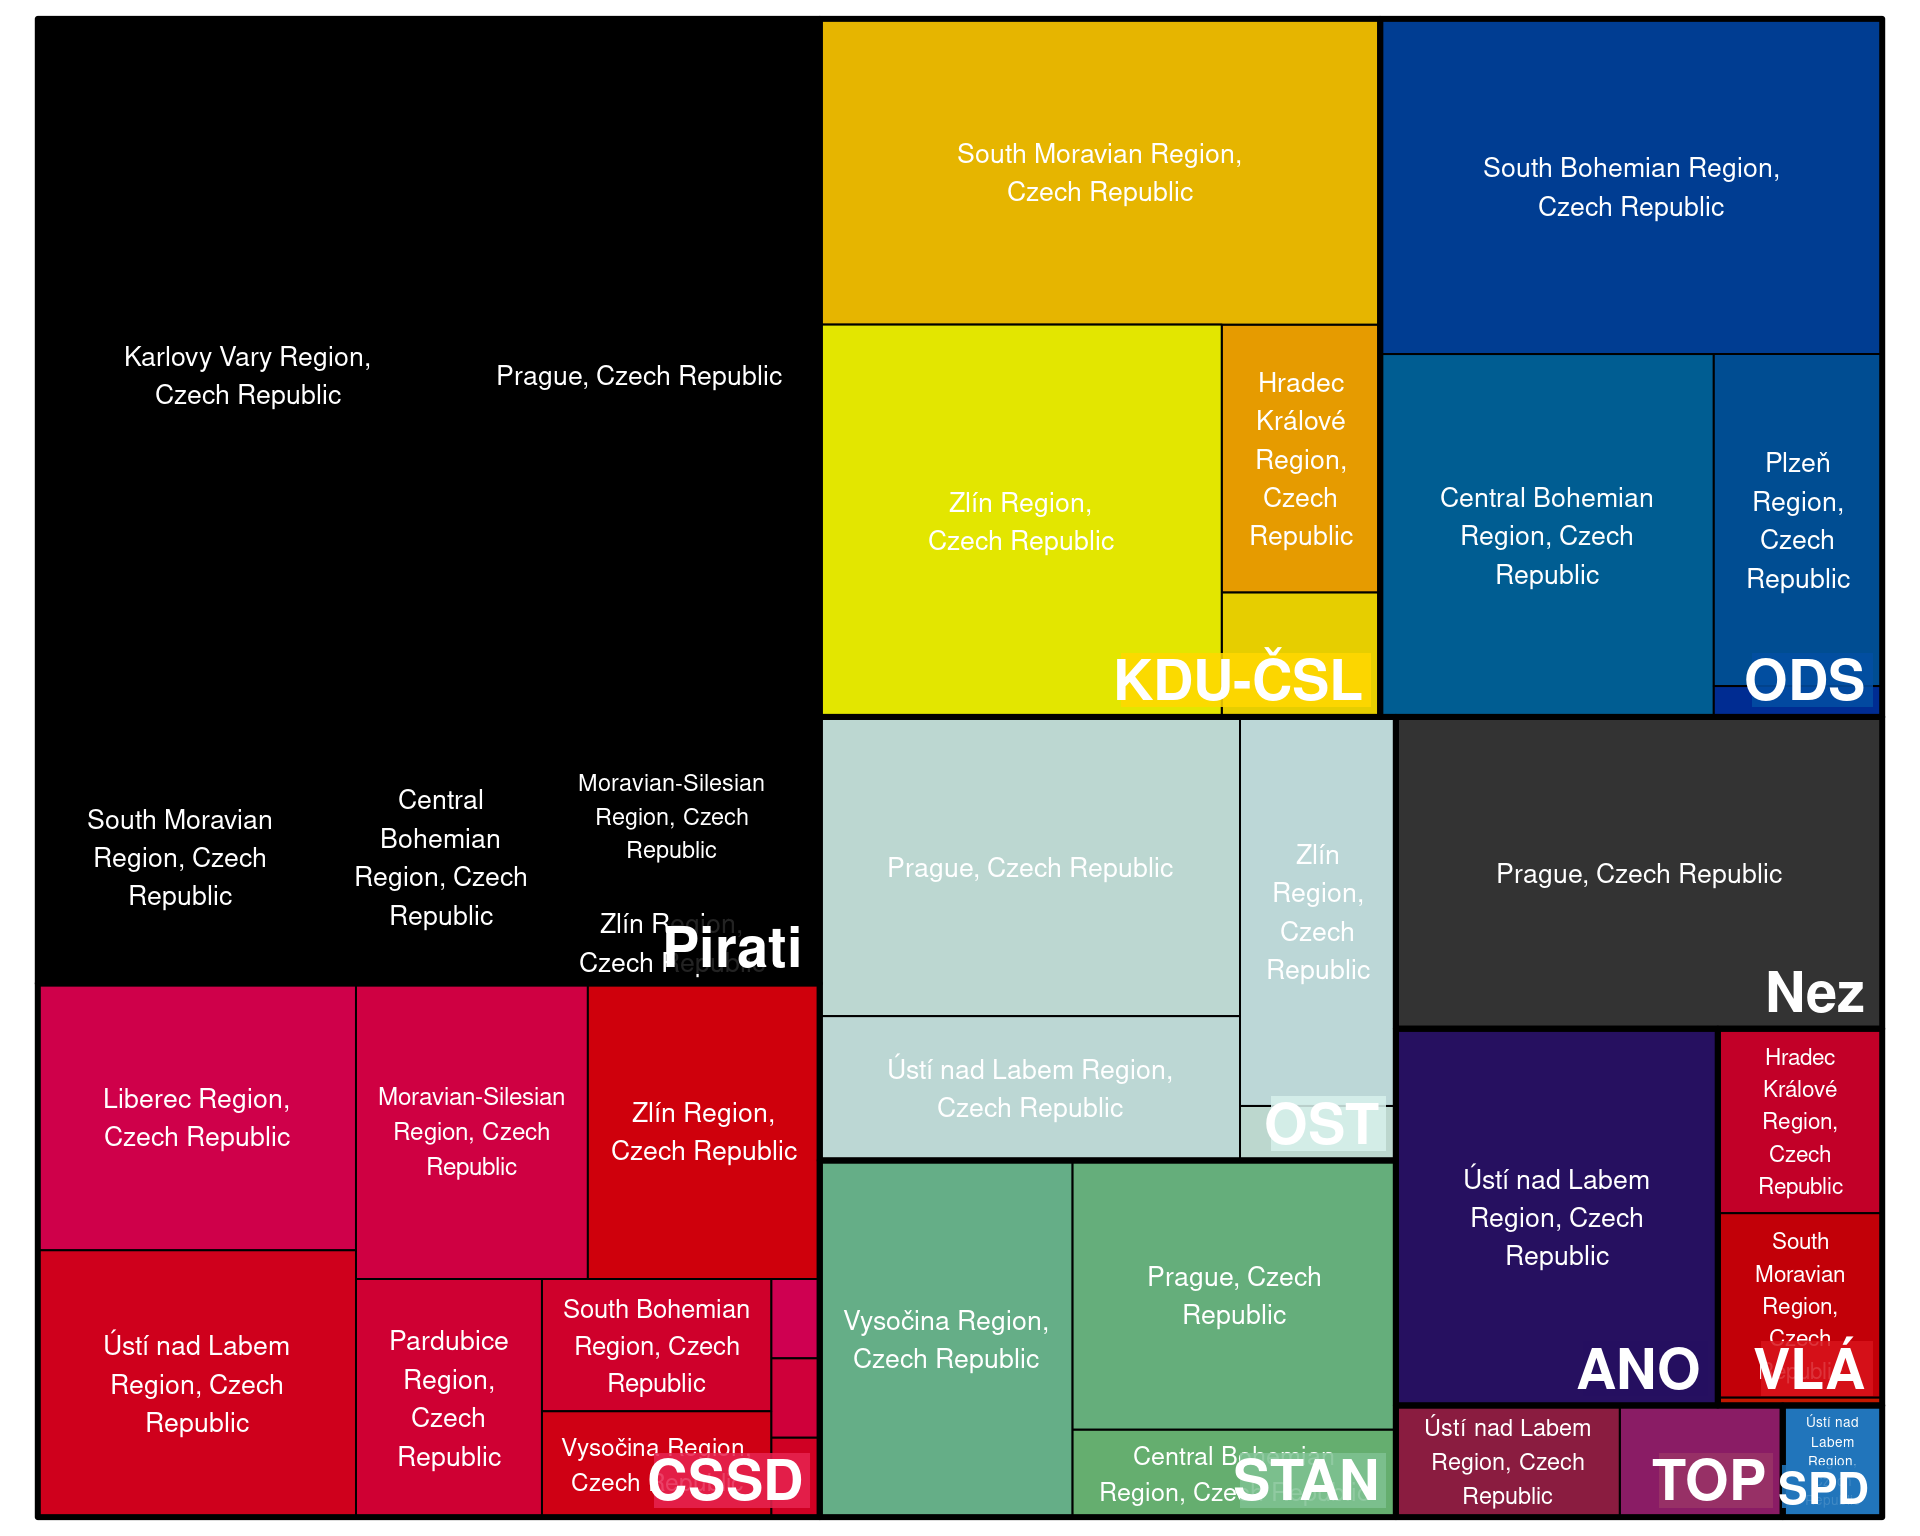 Karlovy Vary Region,
Czech Republic
Prague, Czech Republic
South Moravian
Region, Czech
Republic
Central
Bohemian
Region, Czech
Republic
Moravian-Silesian
Region, Czech
Republic
Zlín Region,
Czech Republic
Pirati
South Moravian Region,
Czech Republic
Zlín Region,
Czech Republic
Hradec
Králové
Region,
Czech
Republic
KDU-ČSL
South Bohemian Region,
Czech Republic
Central Bohemian
Region, Czech
Republic
Plzeň
Region,
Czech
Republic
ODS
Liberec Region,
Czech Republic
Moravian-Silesian
Region, Czech
Republic
Zlín Region,
Czech Republic
Ústí nad Labem
Region, Czech
Republic
Pardubice
Region,
Czech
Republic
South Bohemian
Region, Czech
Republic
Vysočina Region,
Czech Republic
CSSD
Prague, Czech Republic
Zlín
Region,
Czech
Republic
Ústí nad Labem Region,
Czech Republic
OST
Vysočina Region,
Czech Republic
Prague, Czech
Republic
Central Bohemian
Region, Czech Republic
STAN
Prague, Czech Republic
Nez
Ústí nad Labem
Region, Czech
Republic
ANO
Hradec
Králové
Region,
Czech
Republic
South
Moravian
Region,
Czech
Republic
VLÁ
Ústí nad Labem
Region, Czech
Republic
TOP
Ústí nad
Labem
Region,
SPD